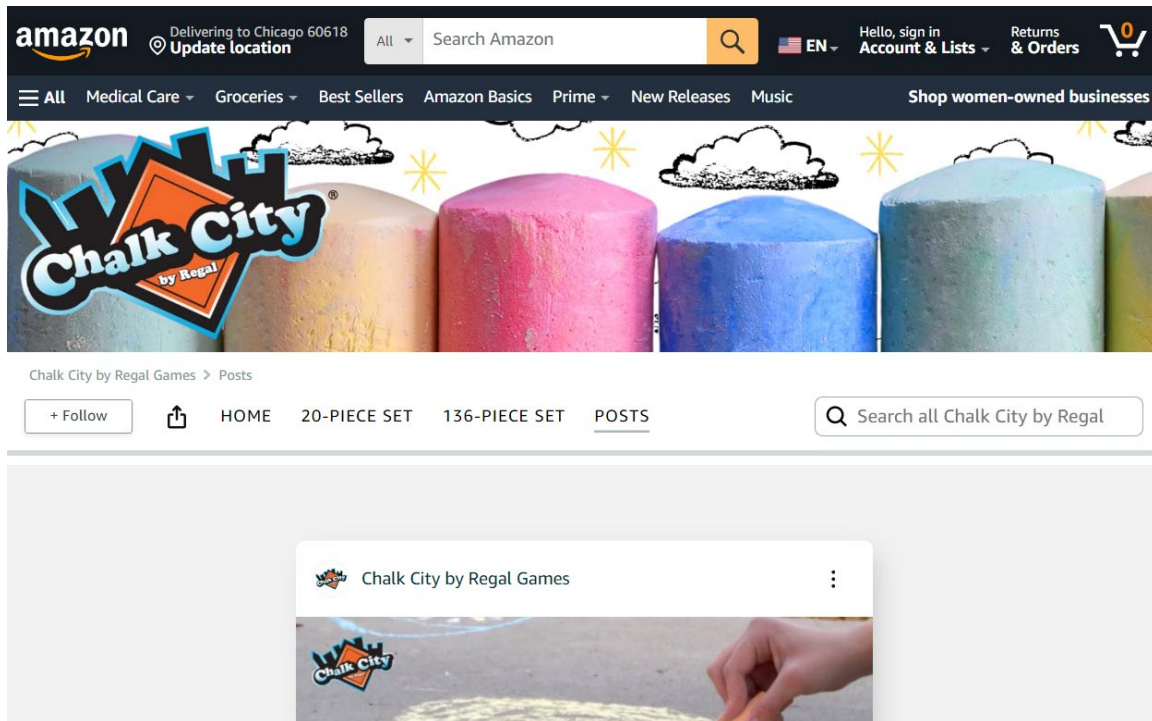 amazon
Delivering to Chicago 60618
Update location
All
Search Amazon
EN
Hello, sign in
Account & Lists
Returns
& Orders
0
All
Medical Care
Groceries
Best Sellers
Amazon Basics
Prime
New Releases
Music
Shop women-owned businesses
Chalk City®
by Regal
Chalk City by Regal Games > Posts
+ Follow
HOME
20-PIECE SET
136-PIECE SET
POSTS
Search all Chalk City by Regal
Chalk City by Regal Games
Chalk City